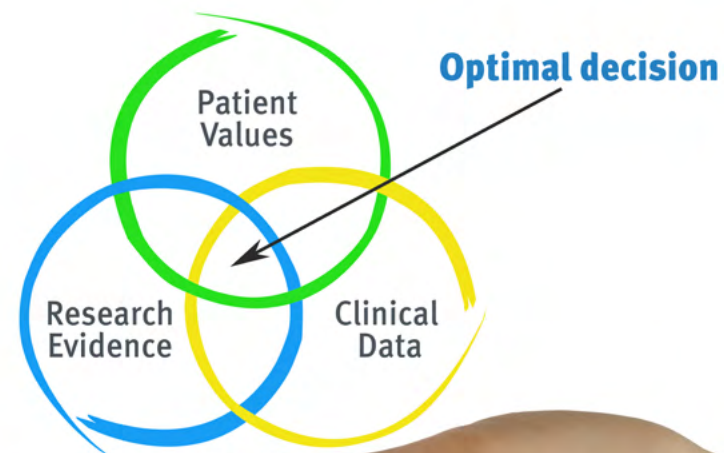 Optimal decision
Patient
Values
Research
Evidence
Clinical
Data